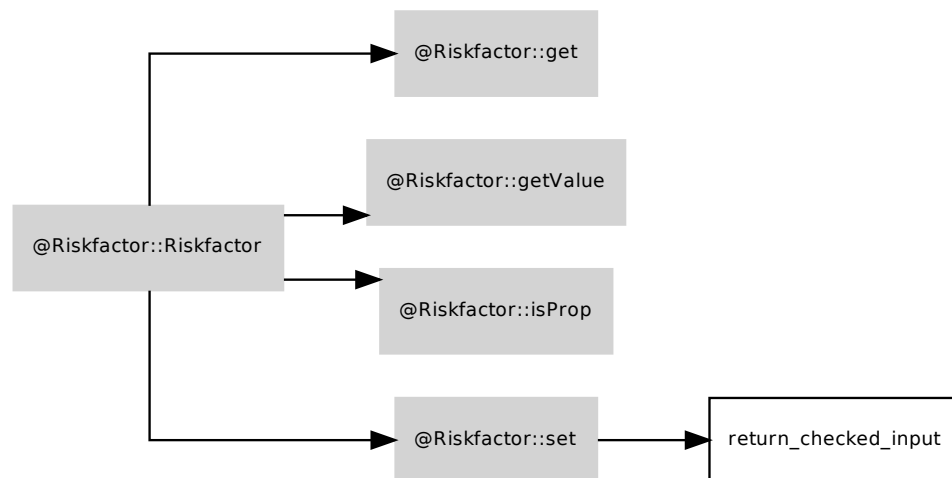 @Riskfactor::get
@Riskfactor::getValue
@Riskfactor::Riskfactor
@Riskfactor::isProp
@Riskfactor::set
return_checked_input